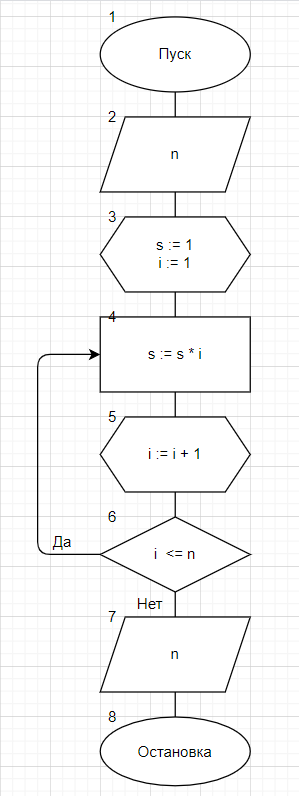 1
Пуск
2
n
3
s := 1
i := 1
4
s := s * i
5
i := i + 1
6
i <= n
Да
Нет
7
n
8
Остановка